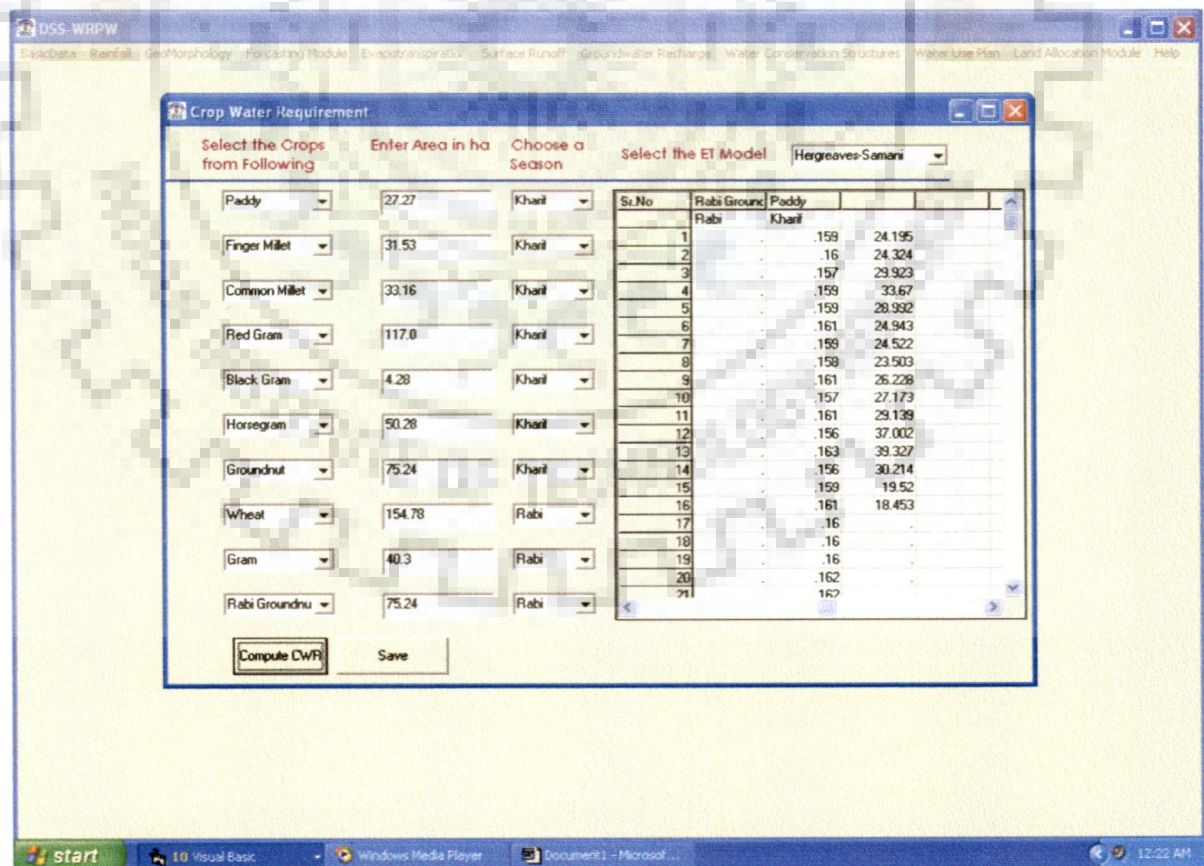 DSS-WRPW
BasicData Rainfall GeoMorphology Forcasting Module Evapotranspiration Surface Runoff Groundwater Recharge Water Conservation Structures Water Use Plan Land Allocation Module Help
Crop Water Requirement
Select the Crops from Following Enter Area in ha Choose a Season Select the ET Model Hergreaves-Samani
Paddy 27.27 Kharif
Finger Millet 31.53 Kharif
Common Millet 33.16 Kharif
Red Gram 117.0 Kharif
Black Gram 4.28 Kharif
Horsegram 50.28 Kharif
Groundnut 75.24 Kharif
Wheat 154.78 Rabi
Gram 40.3 Rabi
Rabi Groundnu 75.24 Rabi
Compute CWR Save
Sr.No Rabi Grounc Paddy
Rabi Kharif
1 . .159 24.195
2 . .16 24.324
3 . .157 29.923
4 . .159 33.67
5 . .159 28.992
6 . .161 24.943
7 . .159 24.522
8 . .158 23.503
9 . .161 26.228
10 . .157 27.173
11 . .161 29.139
12 . .156 37.002
13 . .163 39.327
14 . .156 30.214
15 . .159 19.52
16 . .161 18.453
17 . .16 .
18 . .16 .
19 . .16 .
20 . .162 .
21 .162
start 10 Visual Basic Windows Media Player Document1 - Microsof... 12:22 AM